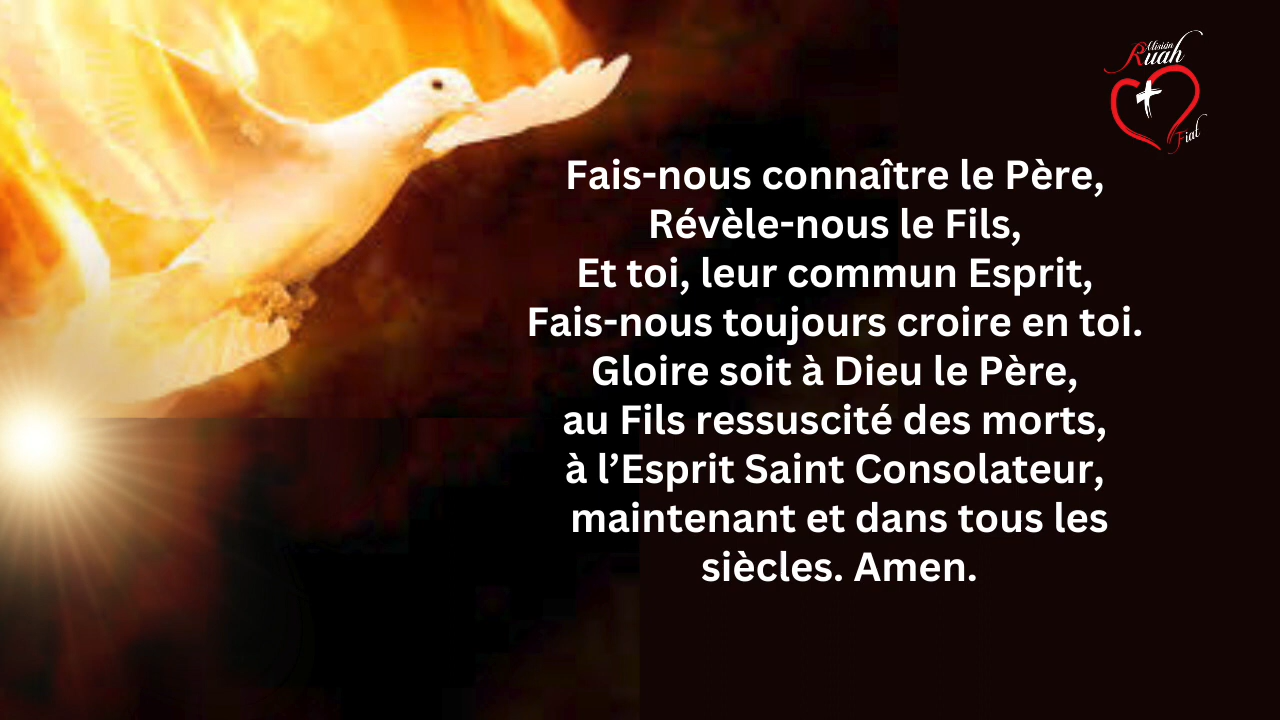 Misión
Ruah
Fial
Fais-nous connaître le Père,
Révèle-nous le Fils,
Et toi, leur commun Esprit,
Fais-nous toujours croire en toi.
Gloire soit à Dieu le Père,
au Fils ressuscité des morts,
à l’Esprit Saint Consolateur,
maintenant et dans tous les
siècles. Amen.